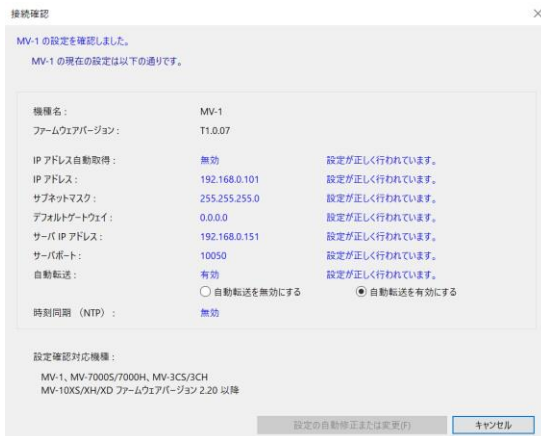 接続確認
MV-1 の設定を確認しました。
MV-1 の現在の設定は以下の通りです。
機種名： MV-1
ファームウェアバージョン： T1.0.07
IP アドレス自動取得： 無効 設定が正しく行われています。
IP アドレス： 192.168.0.101 設定が正しく行われています。
サブネットマスク： 255.255.255.0 設定が正しく行われています。
デフォルトゲートウェイ： 0.0.0.0 設定が正しく行われています。
サーバ IP アドレス： 192.168.0.151 設定が正しく行われています。
サーバポート： 10050 設定が正しく行われています。
自動転送： 有効 設定が正しく行われています。
自動転送を無効にする 自動転送を有効にする
時刻同期 （NTP）： 無効
設定確認対応機種：
MV-1、MV-7000S/7000H、MV-3CS/3CH
MV-10XS/XH/XD ファームウェアバージョン 2.20 以降
設定の自動修正または変更(F) キャンセル